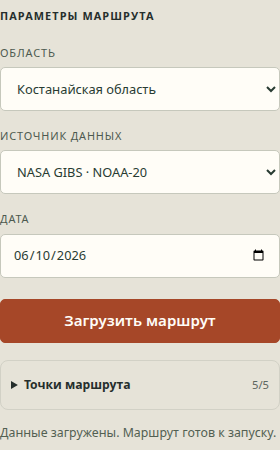 ПАРАМЕТРЫ МАРШРУТА
ОБЛАСТЬ
Костанайская область
ИСТОЧНИК ДАННЫХ
NASA GIBS · NOAA-20
ДАТА
06/10/2026
Загрузить маршрут
Точки маршрута 5/5
Данные загружены. Маршрут готов к запуску.